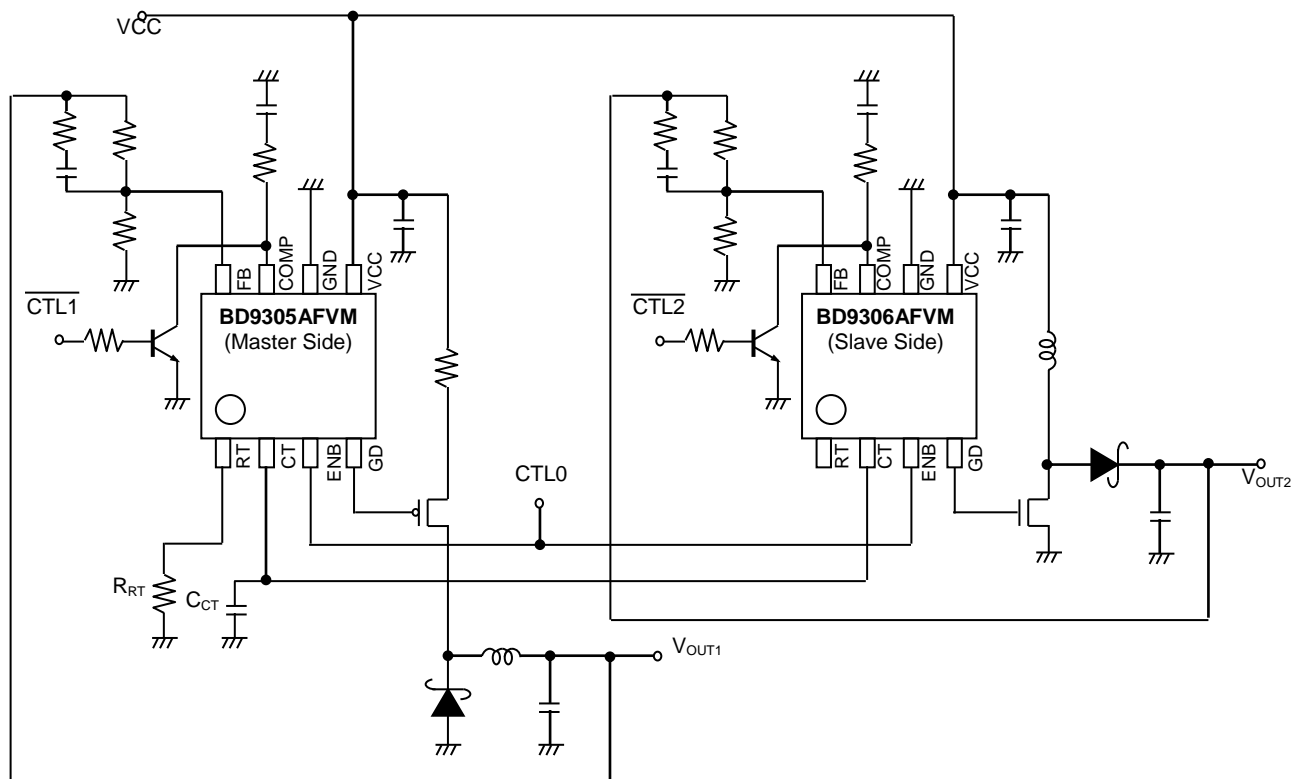 VCC
FB
COMP
GND
VCC
CTL1
BD9305AFVM
(Master Side)
RT
CT
ENB
GD
FB
COMP
GND
VCC
CTL2
BD9306AFVM
(Slave Side)
RT
CT
ENB
GD
CTL0
VOUT2
RRT
CCT
VOUT1